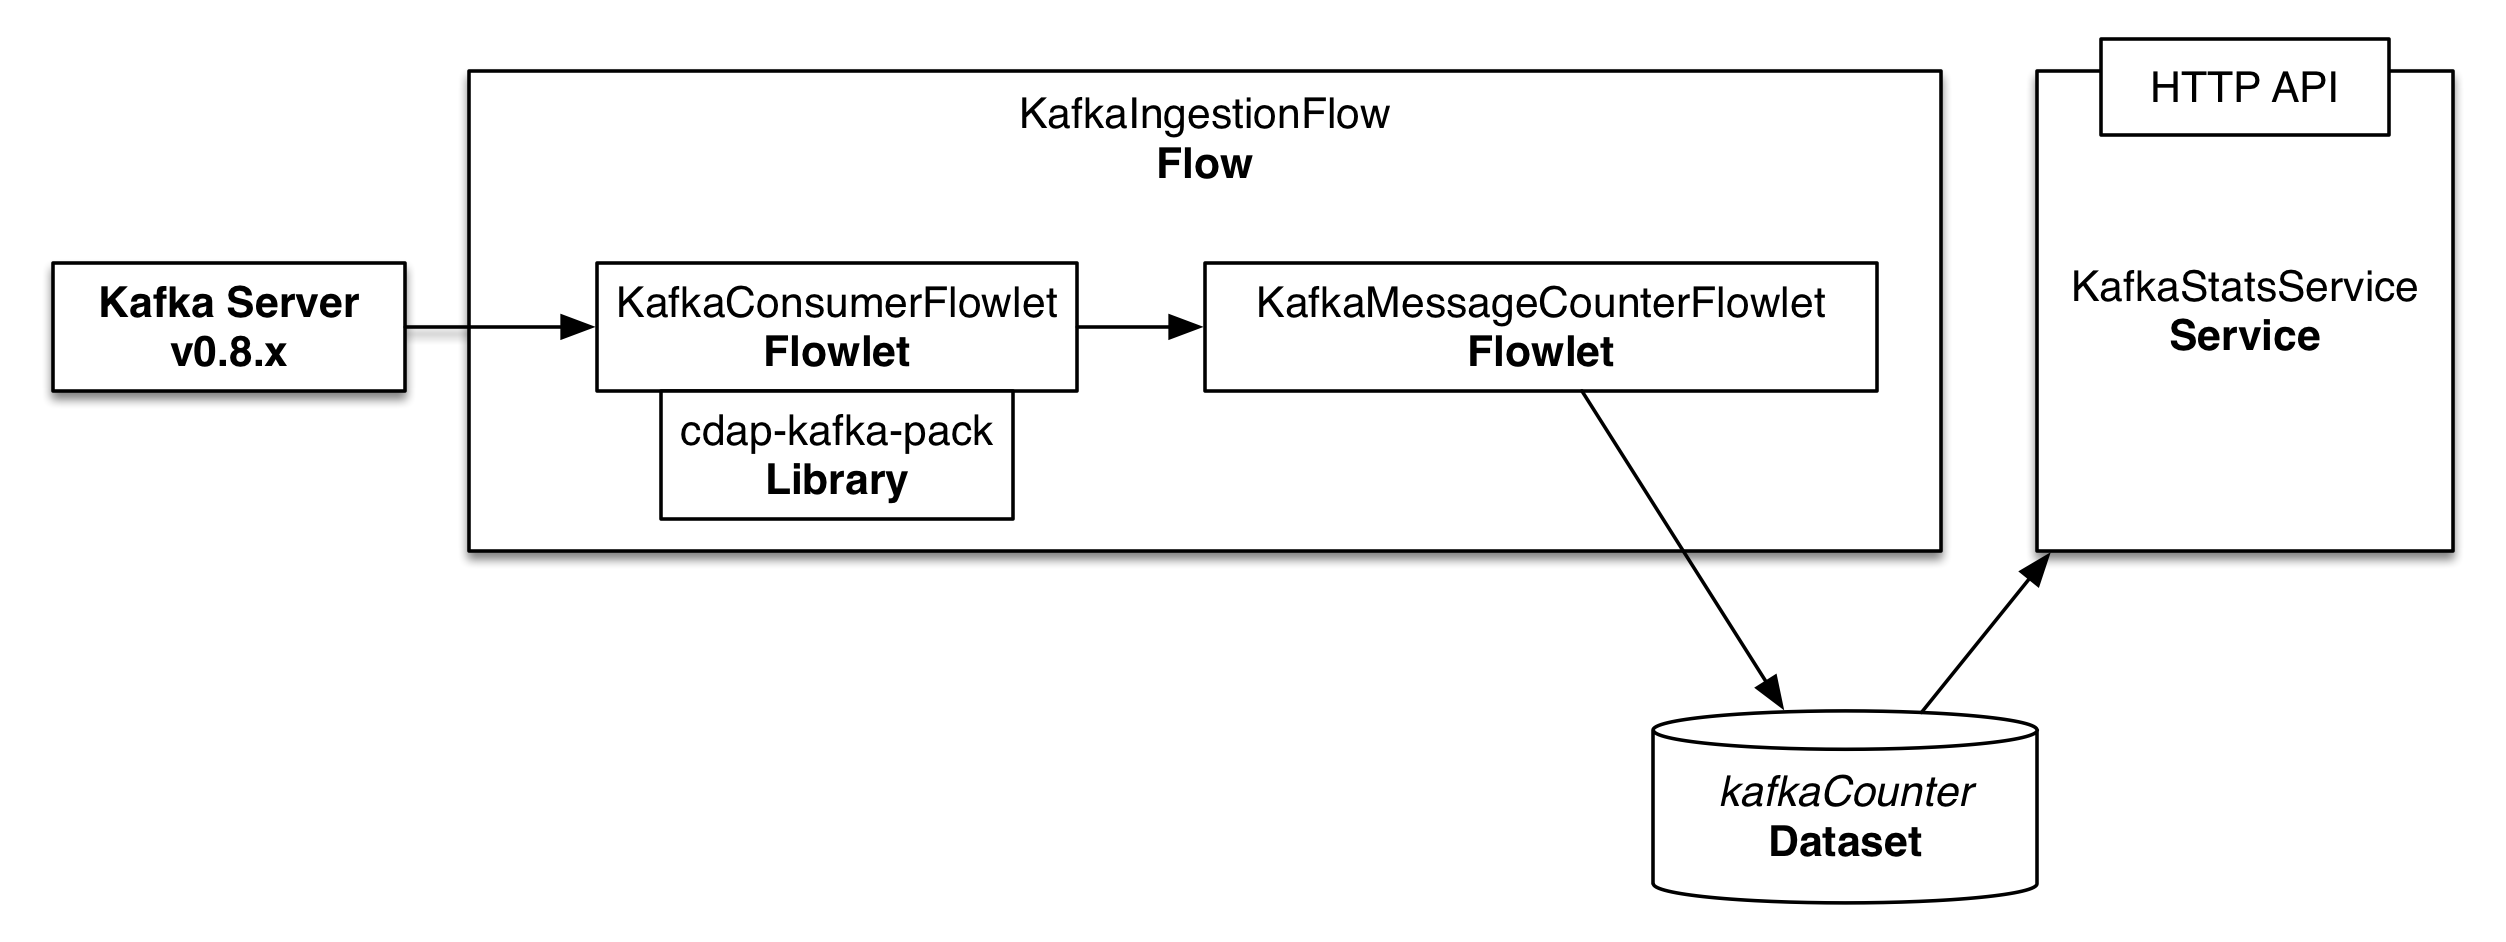 HTTP API
KafkaIngestionFlow
Flow
Kafka Server
v0.8.x
KafkaConsumerFlowlet
Flowlet
cdap-kafka-pack
Library
KafkaMessageCounterFlowlet
Flowlet
KafkaStatsService
Service
kafkaCounter
Dataset